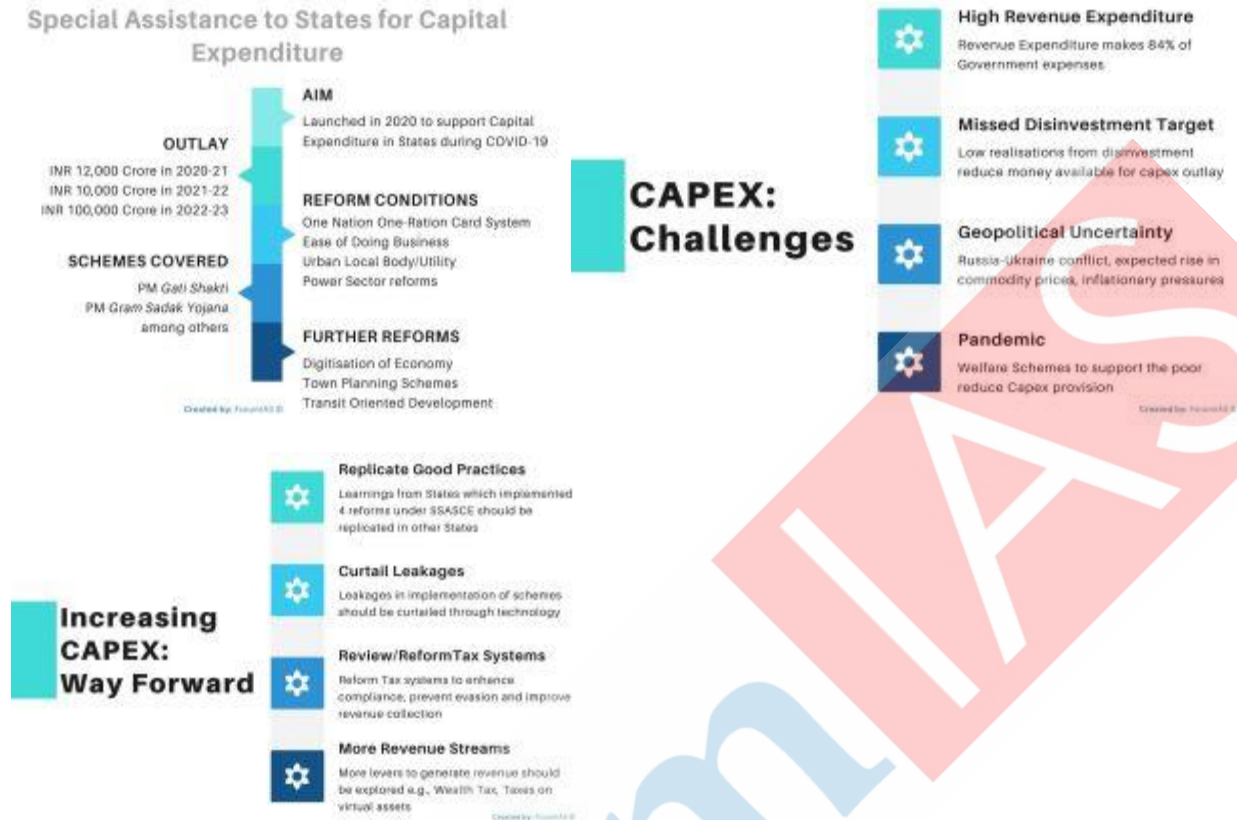 Special Assistance to States for Capital
Expenditure
AIM
Launched in 2020 to support Capital
Expenditure in States during COVID-19
OUTLAY
INR 12,000 Crore in 2020-21
INR 10,000 Crore in 2021-22
INR 100,000 Crore in 2022-23
REFORM CONDITIONS
One Nation One-Ration Card System
Ease of Doing Business
Urban Local Body/Utility
Power Sector reforms
SCHEMES COVERED
PM Gati Shakti
PM Gram Sadak Yojana
among others
FURTHER REFORMS
Digitisation of Economy
Town Planning Schemes
Transit Oriented Development
Created by: ForumIAS ©
CAPEX:
Challenges
High Revenue Expenditure
Revenue Expenditure makes 84% of
Government expenses
Missed Disinvestment Target
Low realisations from disinvestment
reduce money available for capex outlay
Geopolitical Uncertainty
Russia-Ukraine conflict, expected rise in
commodity prices, inflationary pressures
Pandemic
Welfare Schemes to support the poor
reduce Capex provision
Created by: ForumIAS ©
Increasing
CAPEX:
Way Forward
Replicate Good Practices
Learnings from States which implemented
4 reforms under SSASCE should be
replicated in other States
Curtail Leakages
Leakages in implementation of schemes
should be curtailed through technology
Review/ReformTax Systems
Reform Tax systems to enhance
compliance, prevent evasion and improve
revenue collection
More Revenue Streams
More levers to generate revenue should
be explored e.g., Wealth Tax, Taxes on
virtual assets
Created by: ForumIAS ©
mIAS